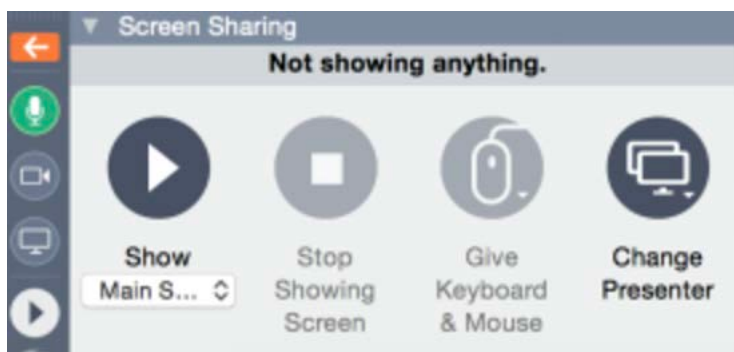 Screen Sharing
Not showing anything.
Show
Main S...
Stop
Showing
Screen
Give
Keyboard
& Mouse
Change
Presenter